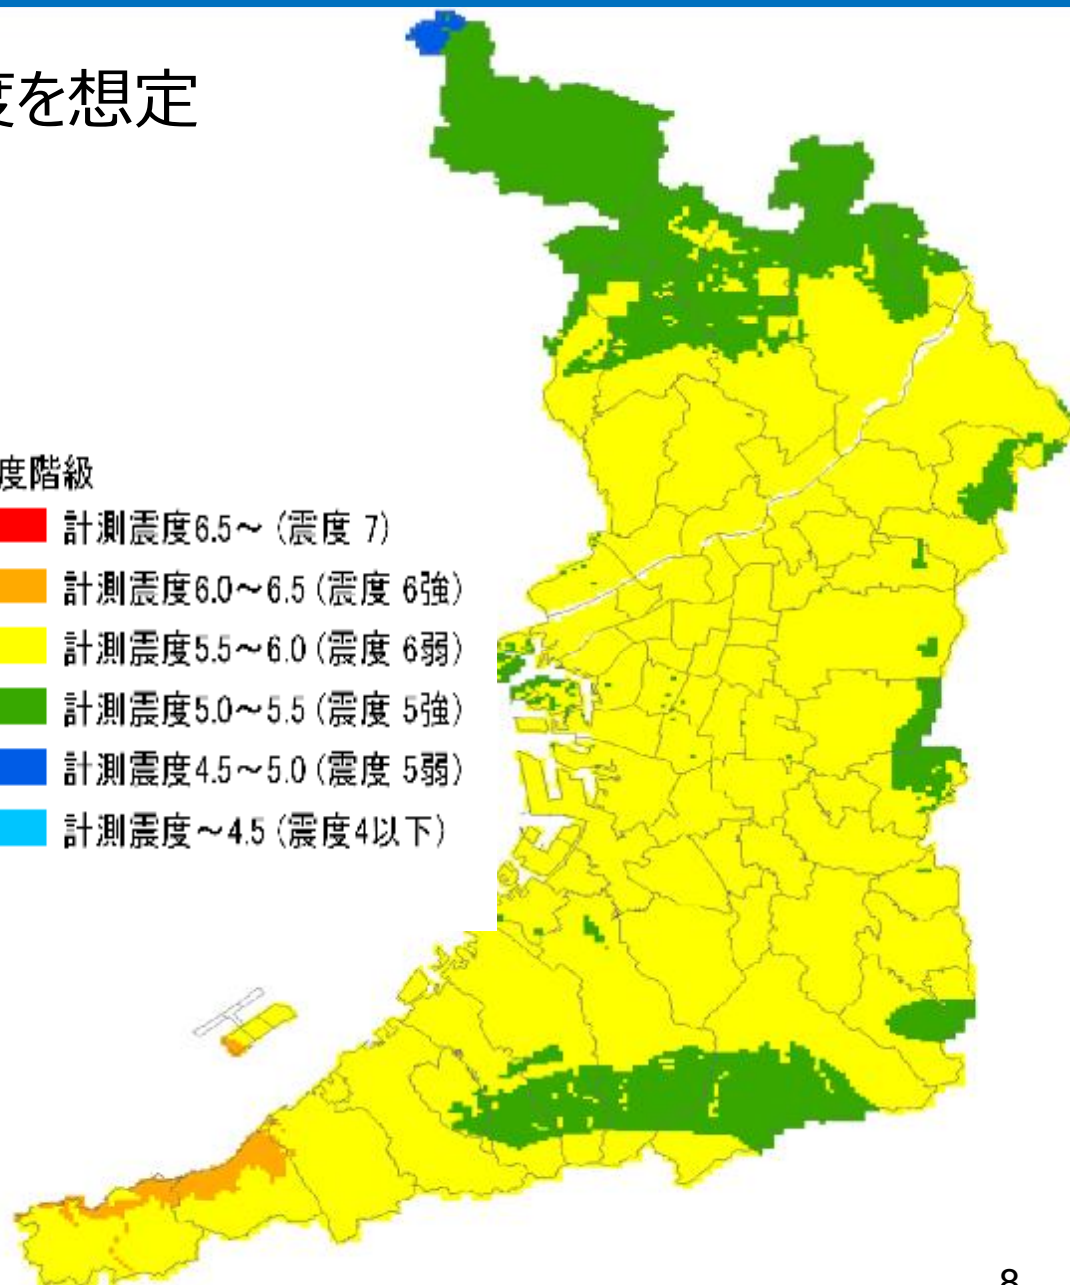 度を想定
度階級
計測震度6.5～ (震度 7)
計測震度6.0～6.5 (震度 6強)
計測震度5.5～6.0 (震度 6弱)
計測震度5.0～5.5 (震度 5強)
計測震度4.5～5.0 (震度 5弱)
計測震度～4.5 (震度4以下)
8